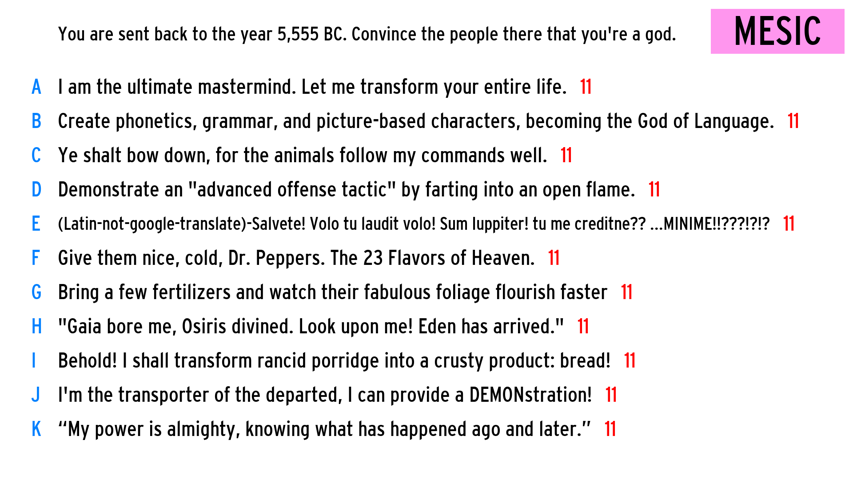 You are sent back to the year 5,555 BC. Convince the people there that you're a god.
MESIC
A I am the ultimate mastermind. Let me transform your entire life. 11
B Create phonetics, grammar, and picture-based characters, becoming the God of Language. 11
C Ye shalt bow down, for the animals follow my commands well. 11
D Demonstrate an "advanced offense tactic" by farting into an open flame. 11
E (Latin-not-google-translate)-Salvete! Volo tu laudit volo! Sum Iuppiter! tu me creditne?? ...MINIME!!???!?!? 11
F Give them nice, cold, Dr. Peppers. The 23 Flavors of Heaven. 11
G Bring a few fertilizers and watch their fabulous foliage flourish faster 11
H "Gaia bore me, Osiris divined. Look upon me! Eden has arrived." 11
I Behold! I shall transform rancid porridge into a crusty product: bread! 11
J I'm the transporter of the departed, I can provide a DEMONstration! 11
K “My power is almighty, knowing what has happened ago and later.” 11